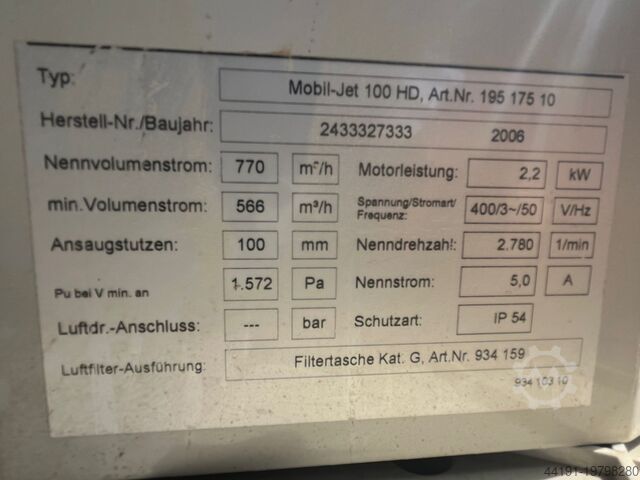 Typ: Mobil-Jet 100 HD, Art.Nr. 195 175 10
Herstell-Nr./Baujahr: 2433327333 2006
Nennvolumenstrom: 770 m³/h Motorleistung: 2,2 kW
min.Volumenstrom: 566 m³/h Spannung/Stromart/Frequenz: 400/3~/50 V/Hz
Ansaugstutzen: 100 mm Nenndrehzahl: 2.780 1/min
Pu bei V min. an 1.572 Pa Nennstrom: 5,0 A
Luftdr.-Anschluss: --- bar Schutzart: IP 54
Luftfilter-Ausführung: Filtertasche Kat. G, Art.Nr. 934 159
934 103 10
44191-19798280